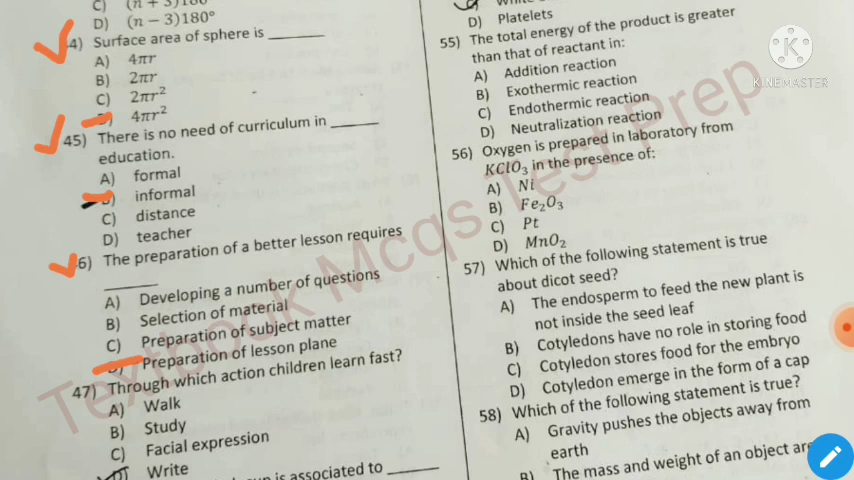 C) (n + 3)180°
D) (n − 3)180°
44) Surface area of sphere is ______
A) 4πr
B) 2πr
C) 2πr²
D) 4πr²
45) There is no need of curriculum in ______
education.
A) formal
B) informal
C) distance
D) teacher
46) The preparation of a better lesson requires
______
A) Developing a number of questions
B) Selection of material
C) Preparation of subject matter
D) Preparation of lesson plane
47) Through which action children learn fast?
A) Walk
B) Study
C) Facial expression
D) Write
is associated to ______
D) Platelets
55) The total energy of the product is greater
than that of reactant in:
A) Addition reaction
B) Exothermic reaction
C) Endothermic reaction
D) Neutralization reaction
56) Oxygen is prepared in laboratory from
KClO₃ in the presence of:
A) Ni
B) Fe₂O₃
C) Pt
D) MnO₂
57) Which of the following statement is true
about dicot seed?
A) The endosperm to feed the new plant is
not inside the seed leaf
B) Cotyledons have no role in storing food
C) Cotyledon stores food for the embryo
D) Cotyledon emerge in the form of a cap
58) Which of the following statement is true?
A) Gravity pushes the objects away from
earth
B) The mass and weight of an object are
Textbook Mcqs Test Prep
KINEMASTER